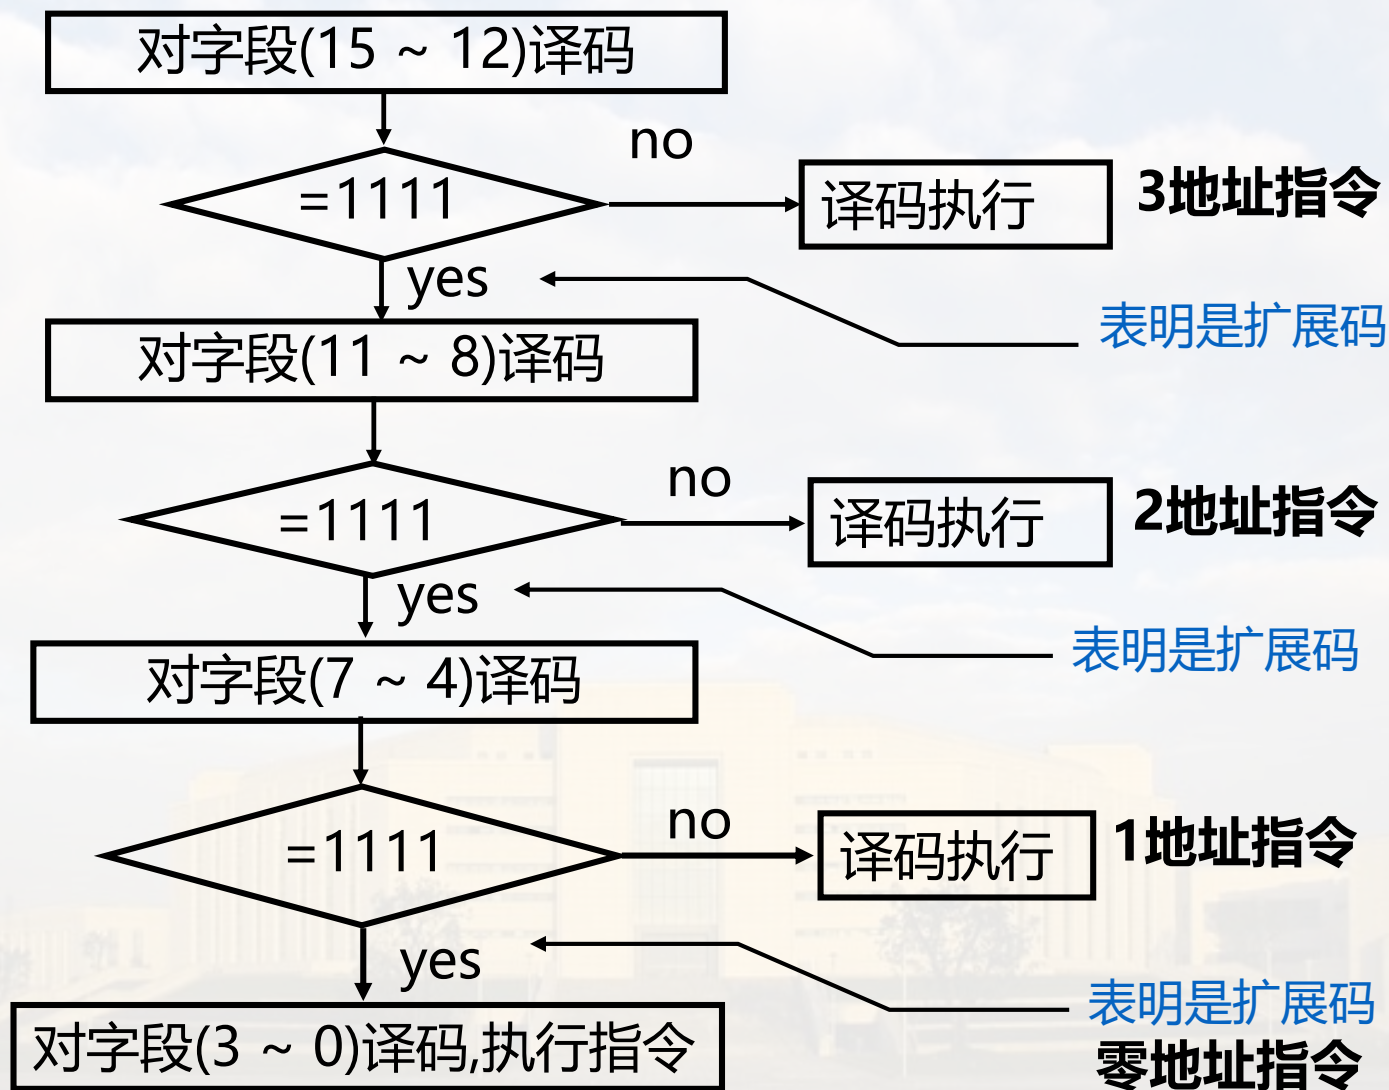 对字段(15 ~ 12)译码
no
=1111
译码执行
3地址指令
yes
表明是扩展码
对字段(11 ~ 8)译码
no
=1111
译码执行
2地址指令
yes
表明是扩展码
对字段(7 ~ 4)译码
no
=1111
译码执行
1地址指令
yes
表明是扩展码
对字段(3 ~ 0)译码,执行指令
零地址指令